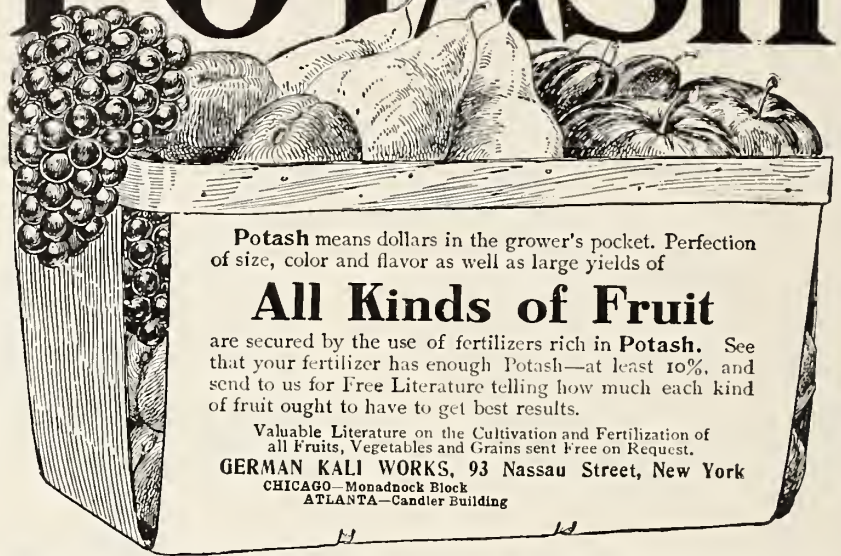 POTASH
Potash means dollars in the grower's pocket. Perfection
of size, color and flavor as well as large yields of
All Kinds of Fruit
are secured by the use of fertilizers rich in Potash. See
that your fertilizer has enough Potash—at least 10%, and
send to us for Free Literature telling how much each kind
of fruit ought to have to get best results.
Valuable Literature on the Cultivation and Fertilization of
all Fruits, Vegetables and Grains sent Free on Request.
GERMAN KALI WORKS, 93 Nassau Street, New York
CHICAGO—Monadnock Block
ATLANTA—Candler Building